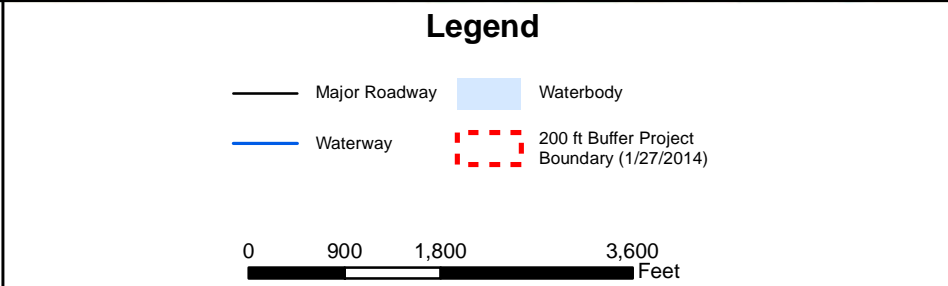 Legend
Major Roadway
Waterbody
Waterway
200 ft Buffer Project
Boundary (1/27/2014)
0 900 1,800 3,600
Feet